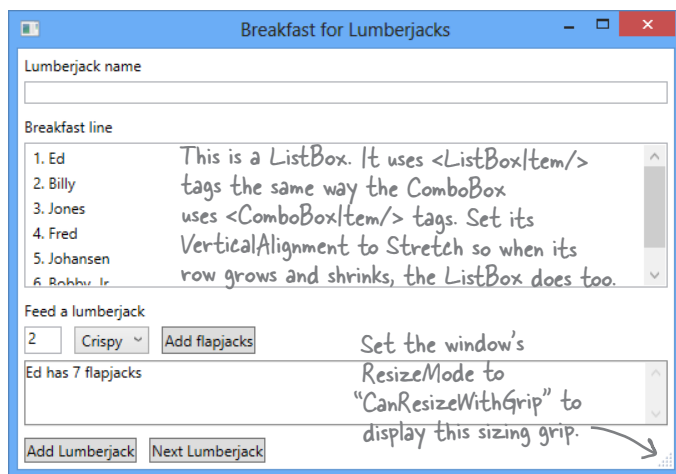 Breakfast for Lumberjacks
Lumberjack name
Breakfast line
1. Ed
2. Billy
3. Jones
4. Fred
5. Johansen
6. Bobby, Jr.
This is a ListBox. It uses <ListBoxItem/>
tags the same way the ComboBox
uses <ComboBoxItem/> tags. Set its
VerticalAlignment to Stretch so when its
row grows and shrinks, the ListBox does too.
Feed a lumberjack
2 Crispy Add flapjacks
Ed has 7 flapjacks
Set the window's
ResizeMode to
"CanResizeWithGrip" to
display this sizing grip.
Add Lumberjack Next Lumberjack